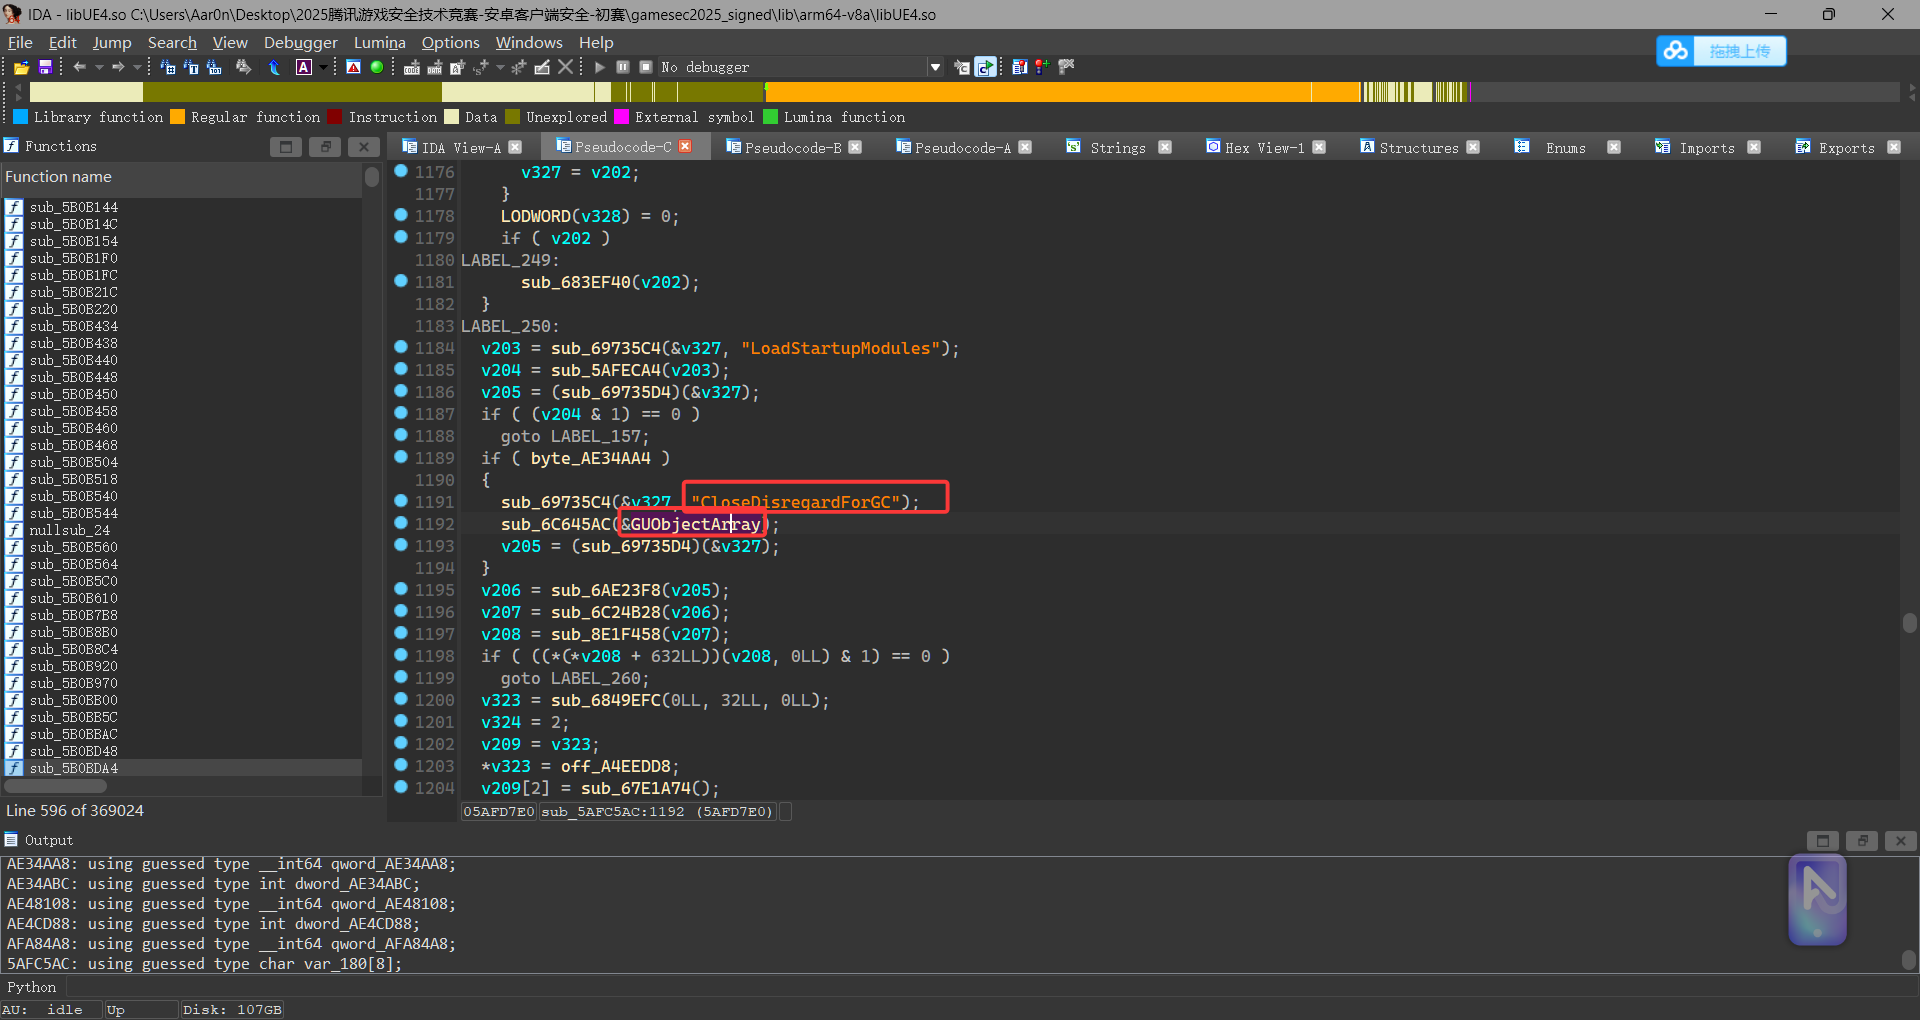 IDA - libUE4.so C:\Users\Aar0n\Desktop\2025腾讯游戏安全技术竞赛-安卓客户端安全-初赛\gamesec2025_signed\lib\arm64-v8a\libUE4.so
File Edit Jump Search View Debugger Lumina Options Windows Help
拖拽上传
No debugger
Library function Regular function Instruction Data Unexplored External symbol Lumina function
Functions
IDA View-A Pseudocode-C Pseudocode-B Pseudocode-A Strings Hex View-1 Structures Enums Imports Exports
Function name
sub_5B0B144
sub_5B0B14C
sub_5B0B154
sub_5B0B1F0
sub_5B0B1FC
sub_5B0B21C
sub_5B0B220
sub_5B0B434
sub_5B0B438
sub_5B0B440
sub_5B0B448
sub_5B0B450
sub_5B0B458
sub_5B0B460
sub_5B0B468
sub_5B0B504
sub_5B0B518
sub_5B0B540
sub_5B0B544
nullsub_24
sub_5B0B560
sub_5B0B564
sub_5B0B5C0
sub_5B0B610
sub_5B0B7B8
sub_5B0B8B0
sub_5B0B8C4
sub_5B0B920
sub_5B0B970
sub_5B0BB00
sub_5B0BB5C
sub_5B0BBAC
sub_5B0BD48
sub_5B0BDA4
Line 596 of 369024
1176 v327 = v202;
1177 }
1178 LODWORD(v328) = 0;
1179 if ( v202 )
1180 LABEL_249:
1181 sub_683EF40(v202);
1182 }
1183 LABEL_250:
1184 v203 = sub_69735C4(&v327, "LoadStartupModules");
1185 v204 = sub_5AFECA4(v203);
1186 v205 = (sub_69735D4)(&v327);
1187 if ( (v204 & 1) == 0 )
1188 goto LABEL_157;
1189 if ( byte_AE34AA4 )
1190 {
1191 sub_69735C4(&v327, "CloseDisregardForGC");
1192 sub_6C645AC(&GUObjectArray);
1193 v205 = (sub_69735D4)(&v327);
1194 }
1195 v206 = sub_6AE23F8(v205);
1196 v207 = sub_6C24B28(v206);
1197 v208 = sub_8E1F458(v207);
1198 if ( ((*(*v208 + 632LL))(v208, 0LL) & 1) == 0 )
1199 goto LABEL_260;
1200 v323 = sub_6849EFC(0LL, 32LL, 0LL);
1201 v324 = 2;
1202 v209 = v323;
1203 *v323 = off_A4EEDD8;
1204 v209[2] = sub_67E1A74();
05AFD7E0 sub_5AFC5AC:1192 (5AFD7E0)
Output
AE34AA8: using guessed type __int64 qword_AE34AA8;
AE34ABC: using guessed type int dword_AE34ABC;
AE48108: using guessed type __int64 qword_AE48108;
AE4CD88: using guessed type int dword_AE4CD88;
AFA84A8: using guessed type __int64 qword_AFA84A8;
5AFC5AC: using guessed type char var_180[8];
Python
AU: idle Up Disk: 107GB